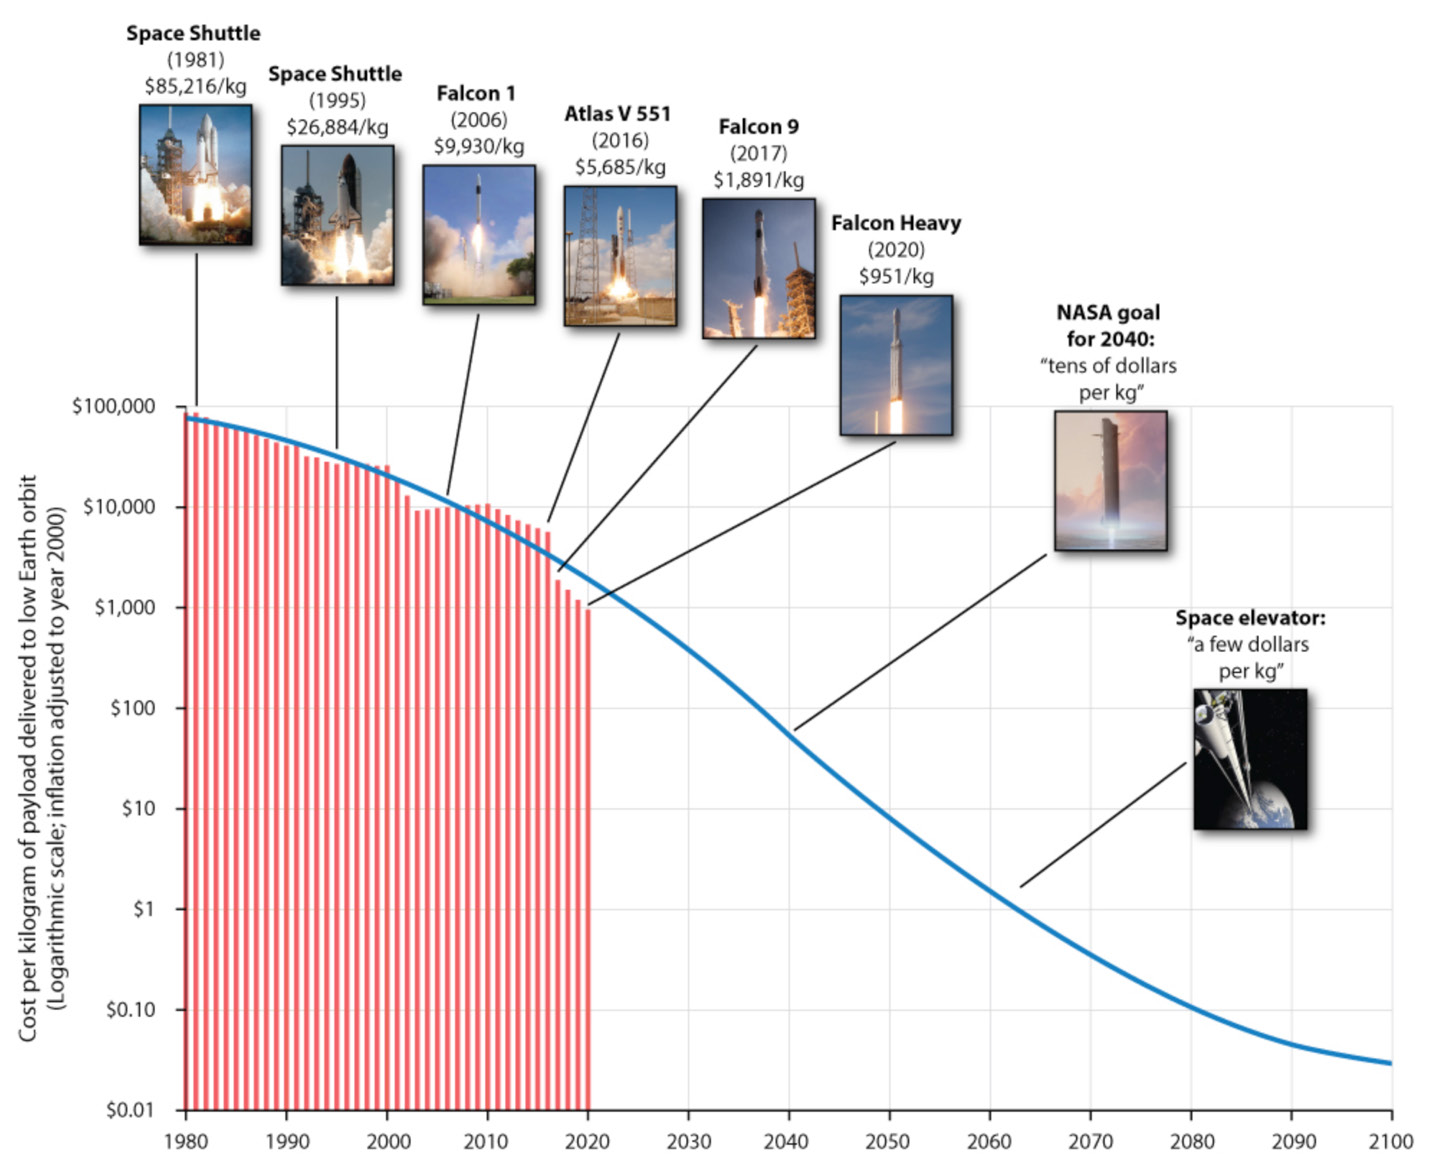 Space Shuttle
(1981)
$85,216/kg
Space Shuttle
(1995)
$26,884/kg
Falcon 1
(2006)
$9,930/kg
Atlas V 551
(2016)
$5,685/kg
Falcon 9
(2017)
$1,891/kg
Falcon Heavy
(2020)
$951/kg
NASA goal
for 2040:
“tens of dollars
per kg”
Space elevator:
“a few dollars
per kg”
Cost per kilogram of payload delivered to low Earth orbit
(Logarithmic scale; inflation adjusted to year 2000)
$100,000
$10,000
$1,000
$100
$10
$1
$0.10
$0.01
1980 1990 2000 2010 2020 2030 2040 2050 2060 2070 2080 2090 2100